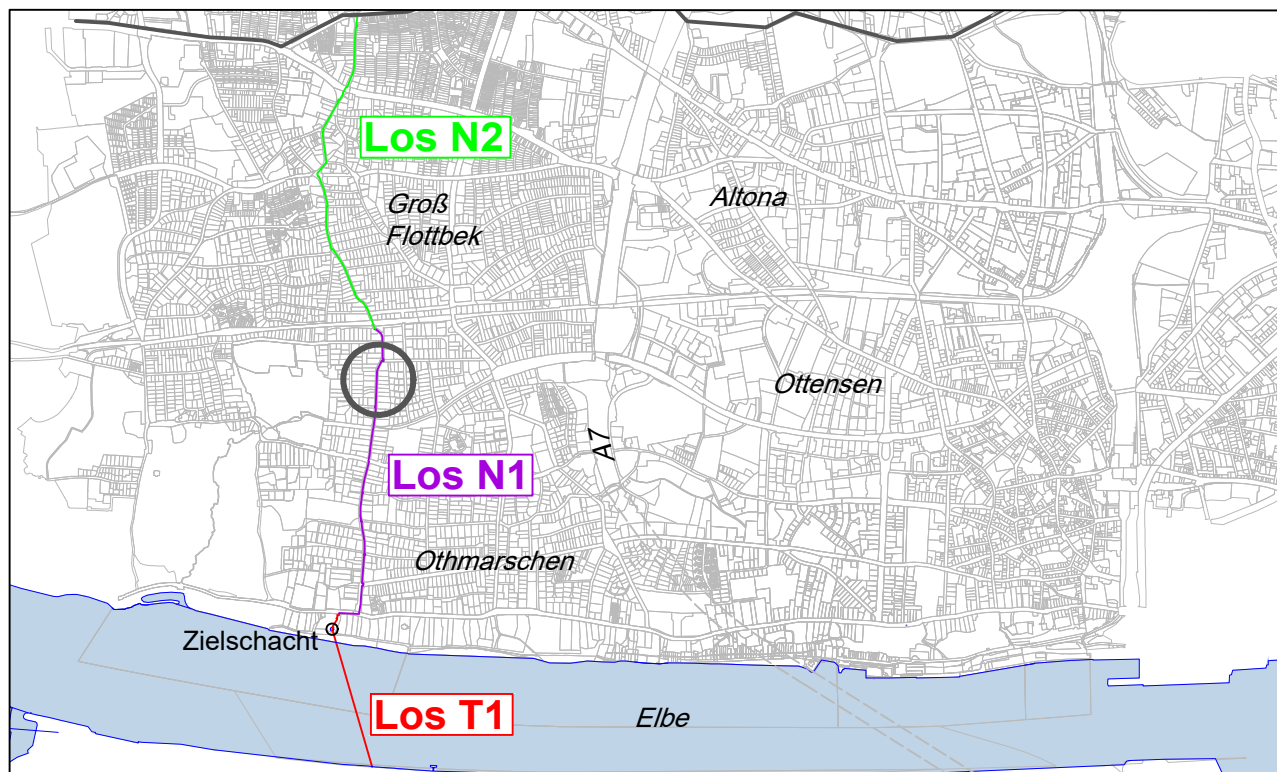 Los N2
Groß
Flottbek
Altona
Ottensen
A7
Los N1
Othmarschen
Zielschacht
Los T1
Elbe